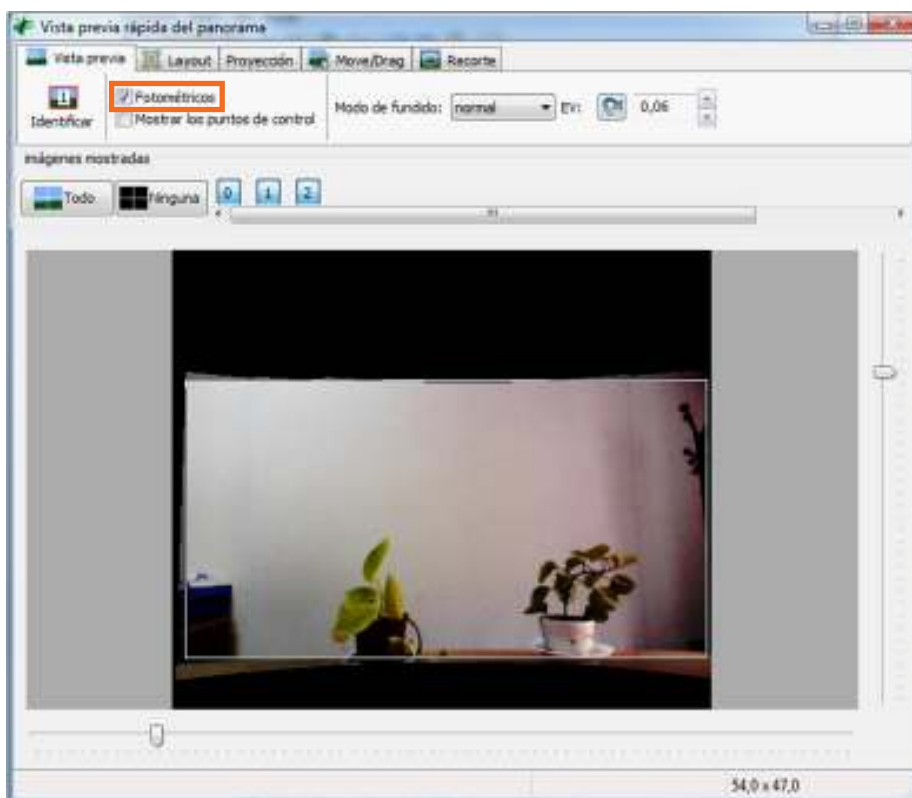 Vista previa rápida del panorama
Vista previa Layout Proyección Move/Drag Recorte
1
Identificar
Fotométricos
Mostrar los puntos de control
Modo de fundido: normal EV: 0,06
imágenes mostradas
Todo Ninguna 0 1 2
54,0 x 47,0